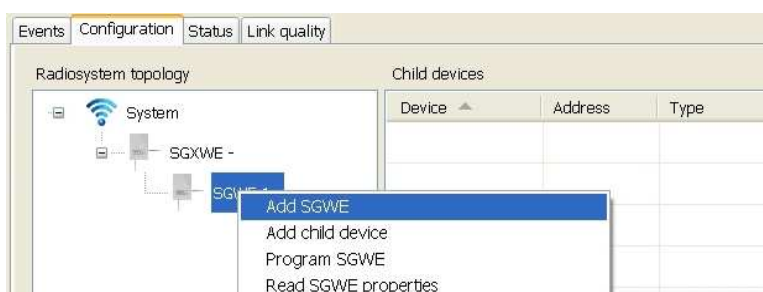 Events Configuration Status Link quality
Radiosystem topology Child devices
Device Address Type
System
SGXWE -
Add SGWE
Add child device
Program SGWE
Read SGWE properties